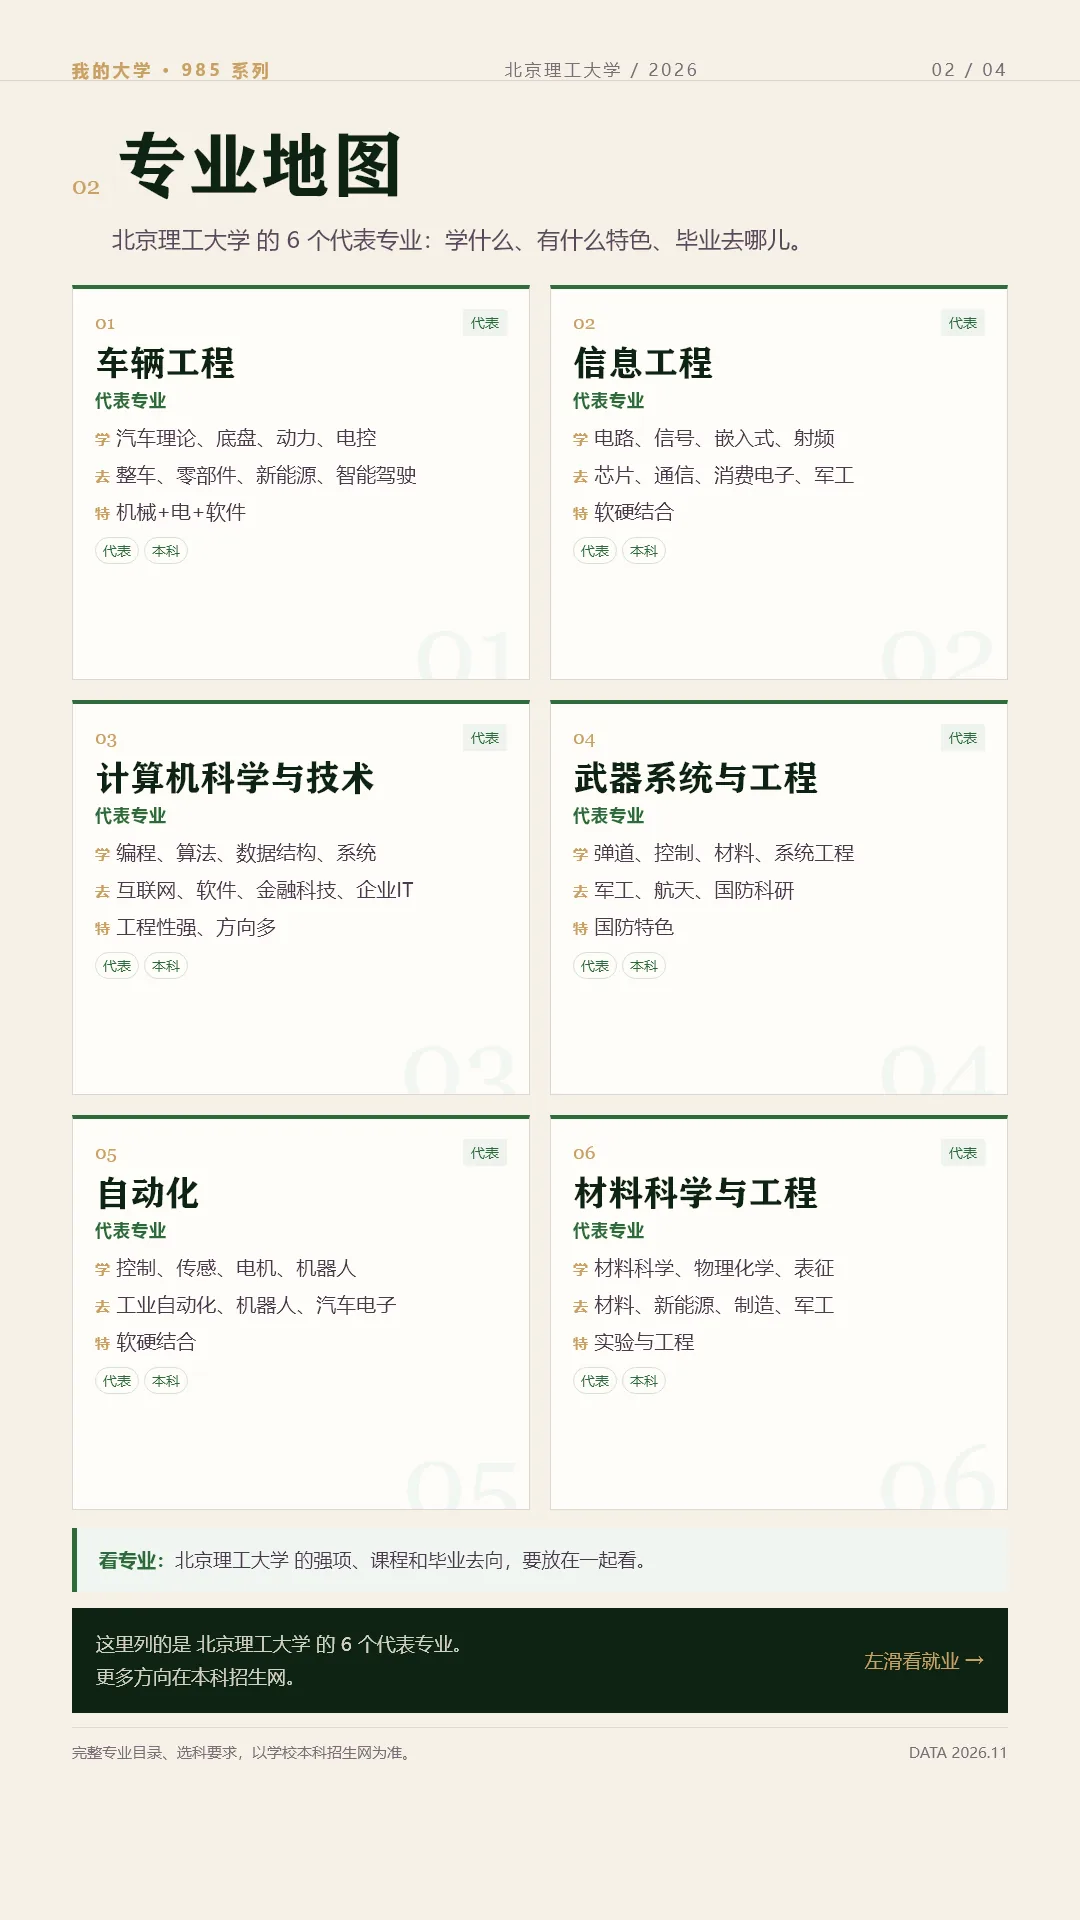 我的大学 • 985 系列
北京理工大学 / 2026
02 / 04
02 专业地图
北京理工大学 的 6 个代表专业：学什么、有什么特色、毕业去哪儿。
01
代表
车辆工程
代表专业
学 汽车理论、底盘、动力、电控
去 整车、零部件、新能源、智能驾驶
特 机械+电+软件
代表 本科
01
02
代表
信息工程
代表专业
学 电路、信号、嵌入式、射频
去 芯片、通信、消费电子、军工
特 软硬结合
代表 本科
02
03
代表
计算机科学与技术
代表专业
学 编程、算法、数据结构、系统
去 互联网、软件、金融科技、企业IT
特 工程性强、方向多
代表 本科
03
04
代表
武器系统与工程
代表专业
学 弹道、控制、材料、系统工程
去 军工、航天、国防科研
特 国防特色
代表 本科
04
05
代表
自动化
代表专业
学 控制、传感、电机、机器人
去 工业自动化、机器人、汽车电子
特 软硬结合
代表 本科
05
06
代表
材料科学与工程
代表专业
学 材料科学、物理化学、表征
去 材料、新能源、制造、军工
特 实验与工程
代表 本科
06
看专业：北京理工大学 的强项、课程和毕业去向，要放在一起看。
这里列的是 北京理工大学 的 6 个代表专业。
更多方向在本科招生网。
左滑看就业 →
完整专业目录、选科要求，以学校本科招生网为准。
DATA 2026.11